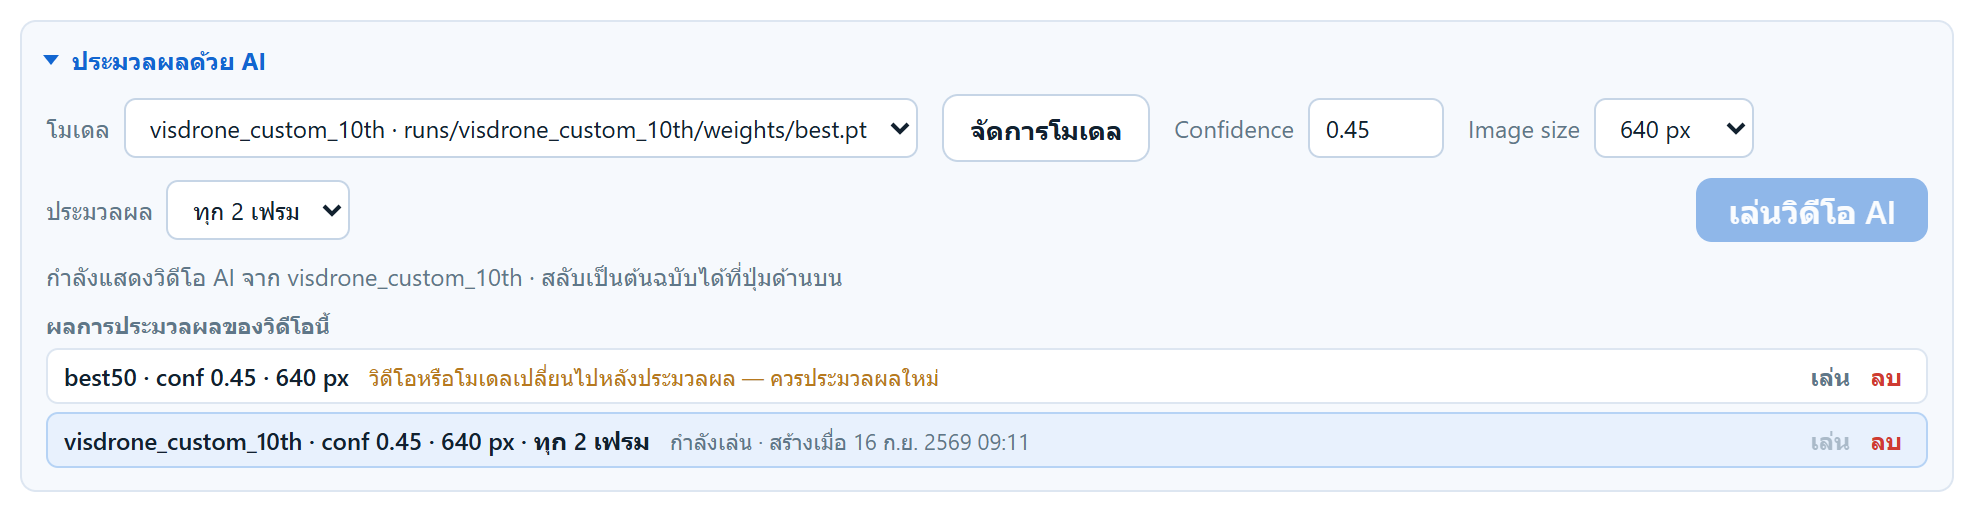 ประมวลผลด้วย AI
โมเดล visdrone_custom_10th · runs/visdrone_custom_10th/weights/best.pt จัดการโมเดล Confidence 0.45 Image size 640 px
ประมวลผล ทุก 2 เฟรม เล่นวิดีโอ AI
กำลังแสดงวิดีโอ AI จาก visdrone_custom_10th · สลับเป็นต้นฉบับได้ที่ปุ่มด้านบน
ผลการประมวลผลของวิดีโอนี้
best50 · conf 0.45 · 640 px วิดีโอหรือโมเดลเปลี่ยนไปหลังประมวลผล — ควรประมวลผลใหม่ เล่น ลบ
visdrone_custom_10th · conf 0.45 · 640 px · ทุก 2 เฟรม กำลังเล่น · สร้างเมื่อ 16 ก.ย. 2569 09:11 เล่น ลบ